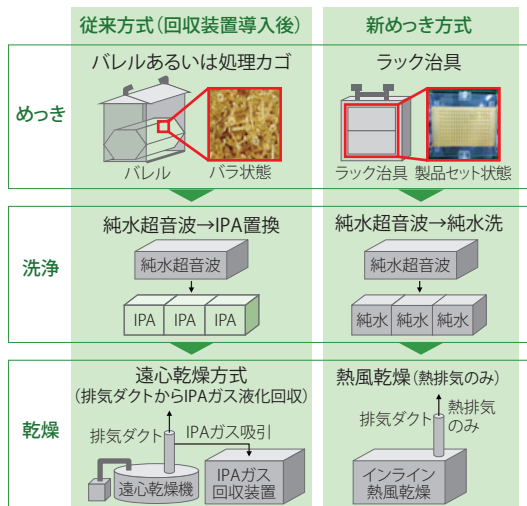 従来方式(回収装置導入後)
新めっき方式
めっき
バレルあるいは処理カゴ
バレル
バラ状態
ラック治具
ラック治具
製品セット状態
洗浄
純水超音波→IPA置換
純水超音波
IPA
IPA
IPA
純水超音波→純水洗
純水超音波
純水
純水
純水
乾燥
遠心乾燥方式
(排気ダクトからIPAガス液化回収)
排気ダクト
IPAガス吸引
遠心乾燥機
IPAガス
回収装置
熱風乾燥(熱排気のみ)
排気ダクト
熱排気
のみ
インライン
熱風乾燥